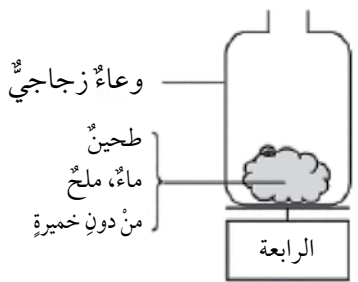 وعاءٌ زجاجيٌّ
طحينٌ
ماءٌ، ملحٌ
منْ دونِ خميرةٍ
الرابعة